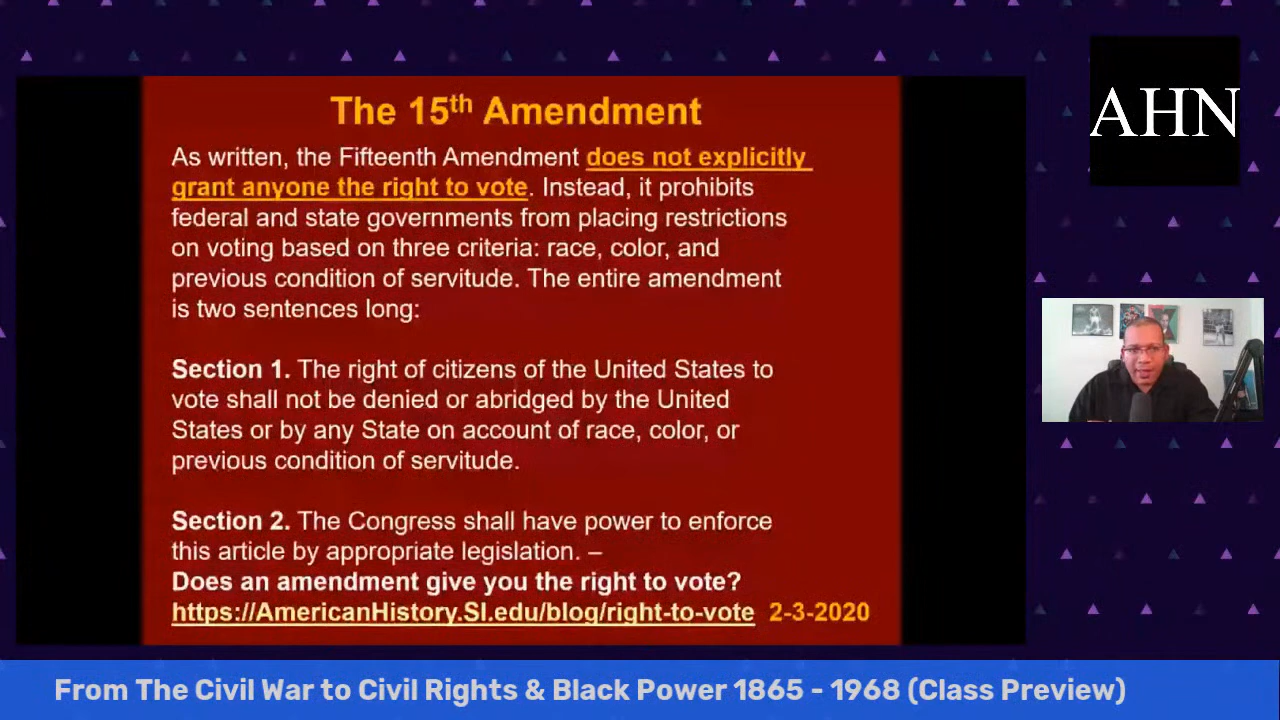 The 15th Amendment
As written, the Fifteenth Amendment does not explicitly
grant anyone the right to vote. Instead, it prohibits
federal and state governments from placing restrictions
on voting based on three criteria: race, color, and
previous condition of servitude. The entire amendment
is two sentences long:
Section 1. The right of citizens of the United States to
vote shall not be denied or abridged by the United
States or by any State on account of race, color, or
previous condition of servitude.
Section 2. The Congress shall have power to enforce
this article by appropriate legislation. –
Does an amendment give you the right to vote?
https://AmericanHistory.SI.edu/blog/right-to-vote 2-3-2020
AHN
From The Civil War to Civil Rights & Black Power 1865 - 1968 (Class Preview)